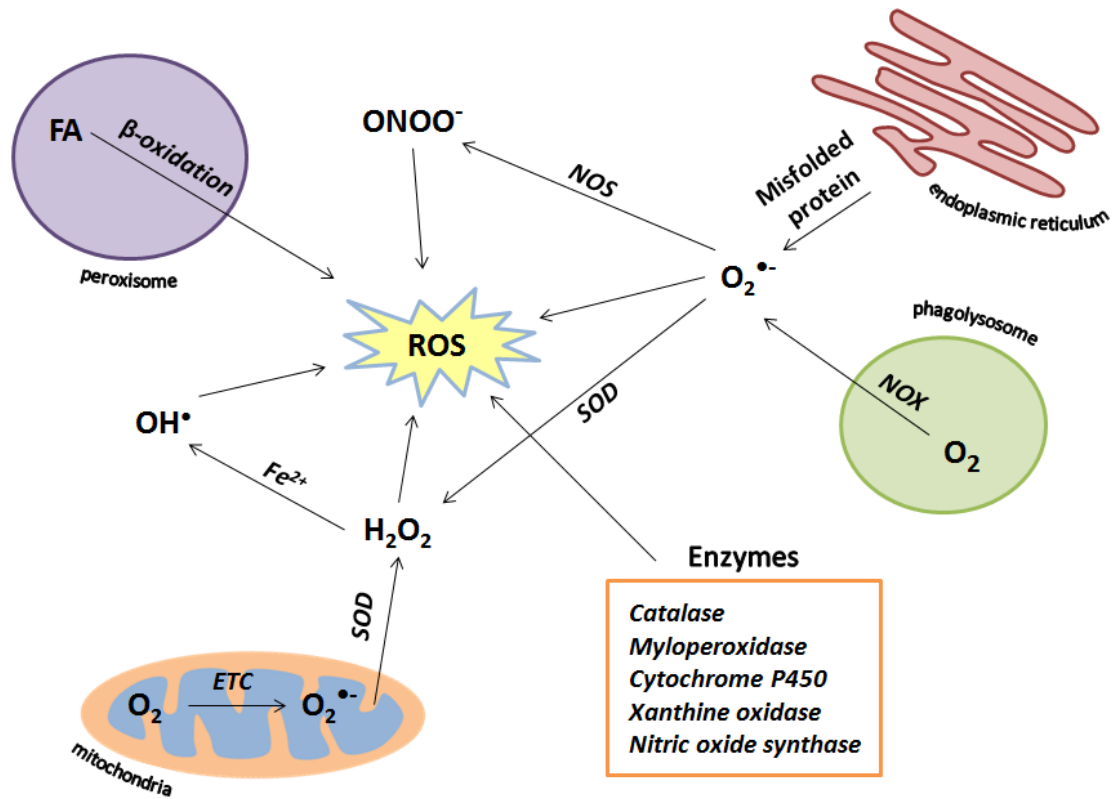 FA
β-oxidation
peroxisome
ONOO⁻
NOS
Misfolded
protein
endoplasmic reticulum
O₂•⁻
phagolysosome
NOX
O₂
ROS
SOD
OH•
Fe²⁺
H₂O₂
SOD
O₂
ETC
O₂•⁻
mitochondria
Enzymes
Catalase
Myloperoxidase
Cytochrome P450
Xanthine oxidase
Nitric oxide synthase